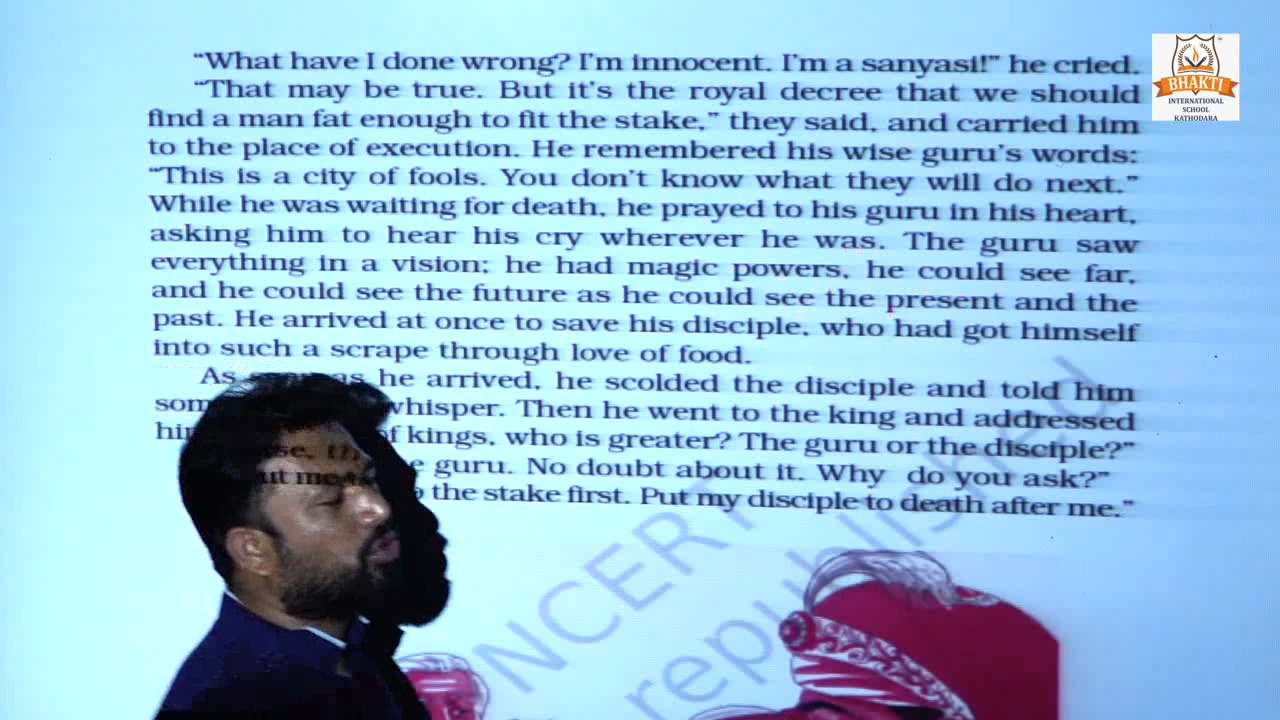 “What have I done wrong? I’m innocent. I’m a sanyasi!” he cried.
“That may be true. But it’s the royal decree that we should
find a man fat enough to fit the stake,” they said, and carried him
to the place of execution. He remembered his wise guru’s words:
“This is a city of fools. You don’t know what they will do next.”
While he was waiting for death, he prayed to his guru in his heart,
asking him to hear his cry wherever he was. The guru saw
everything in a vision; he had magic powers, he could see far,
and he could see the future as he could see the present and the
past. He arrived at once to save his disciple, who had got himself
into such a scrape through love of food.
As as he arrived, he scolded the disciple and told him
whisper. Then he went to the king and addressed
of kings, who is greater? The guru or the disciple?”
guru. No doubt about it. Why do you ask?”
the stake first. Put my disciple to death after me.”
NCERT
republished
BHAKTI
INTERNATIONAL
SCHOOL
KATHODARA